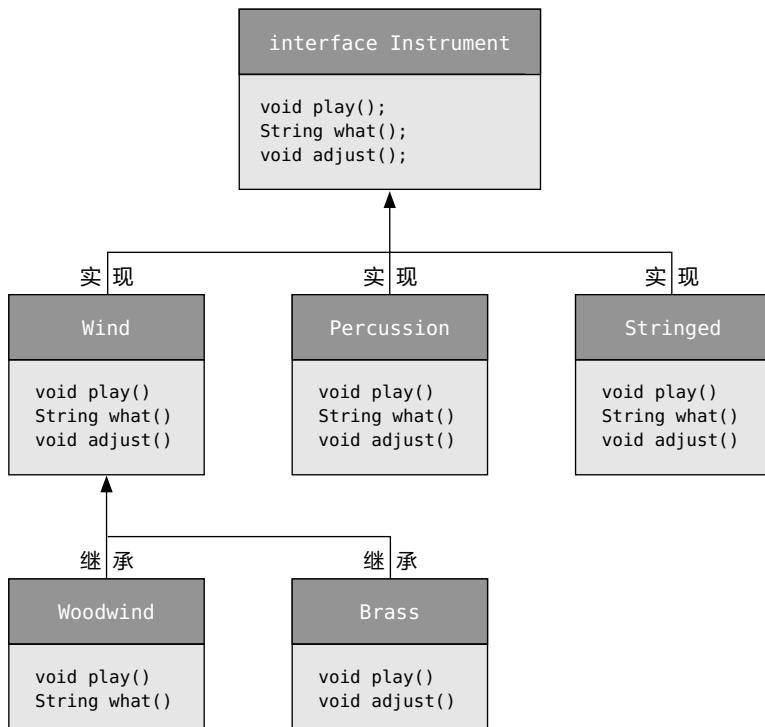 interface Instrument
void play();
String what();
void adjust();
实现
实现
实现
Wind
void play()
String what()
void adjust()
Percussion
void play()
String what()
void adjust()
Stringed
void play()
String what()
void adjust()
继承
继承
Woodwind
void play()
String what()
Brass
void play()
void adjust()